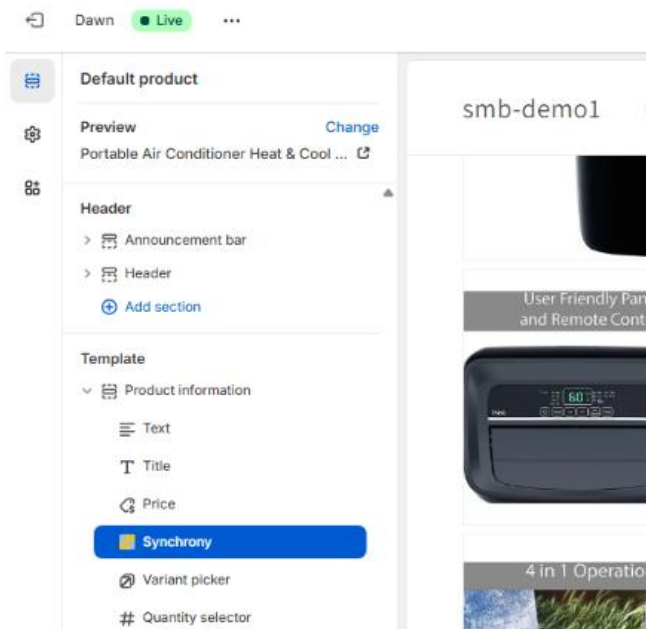 Dawn Live ...
Default product
Preview Change
Portable Air Conditioner Heat & Cool ...
Header
Announcement bar
Header
Add section
Template
Product information
Text
Title
Price
Synchrony
Variant picker
Quantity selector
smb-demo1
User Friendly Pan
and Remote Cont
60
4 in 1 Operatio